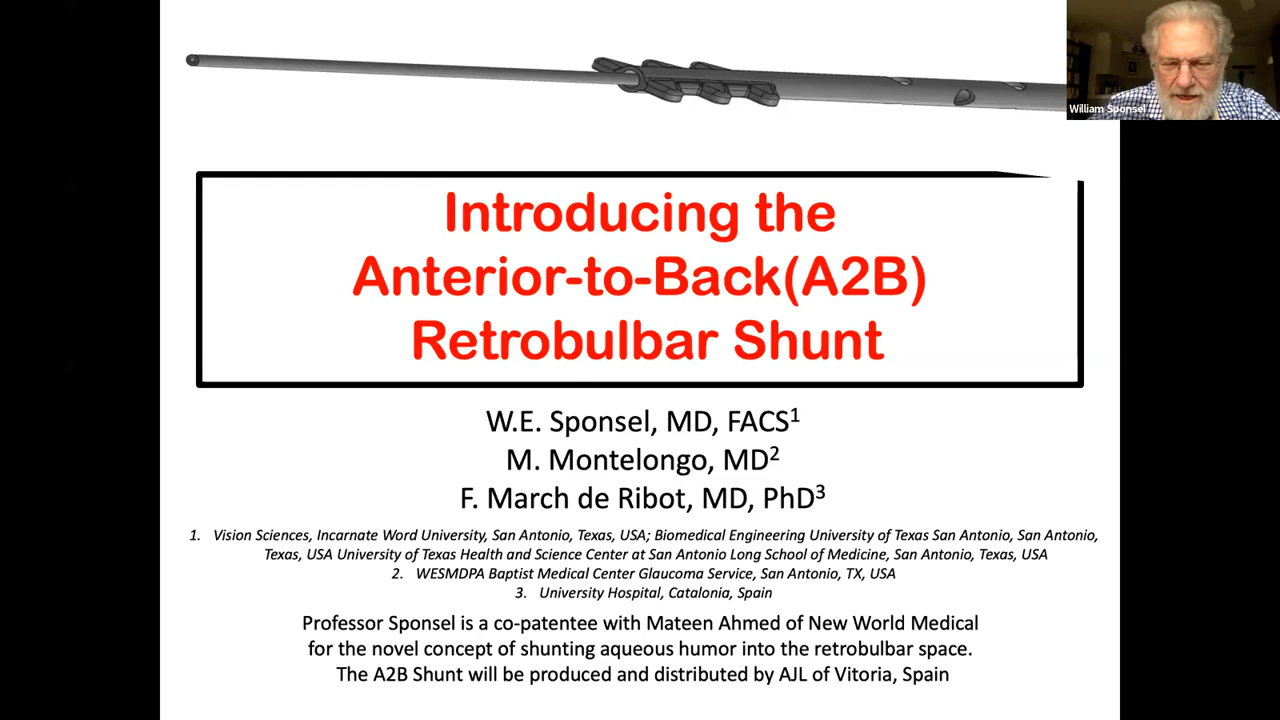 William Sponsel
Introducing the
Anterior-to-Back(A2B)
Retrobulbar Shunt
W.E. Sponsel, MD, FACS1
M. Montelongo, MD2
F. March de Ribot, MD, PhD3
1. Vision Sciences, Incarnate Word University, San Antonio, Texas, USA; Biomedical Engineering University of Texas San Antonio, San Antonio,
Texas, USA University of Texas Health and Science Center at San Antonio Long School of Medicine, San Antonio, Texas, USA
2. WESMDPA Baptist Medical Center Glaucoma Service, San Antonio, TX, USA
3. University Hospital, Catalonia, Spain
Professor Sponsel is a co-patentee with Mateen Ahmed of New World Medical
for the novel concept of shunting aqueous humor into the retrobulbar space.
The A2B Shunt will be produced and distributed by AJL of Vitoria, Spain